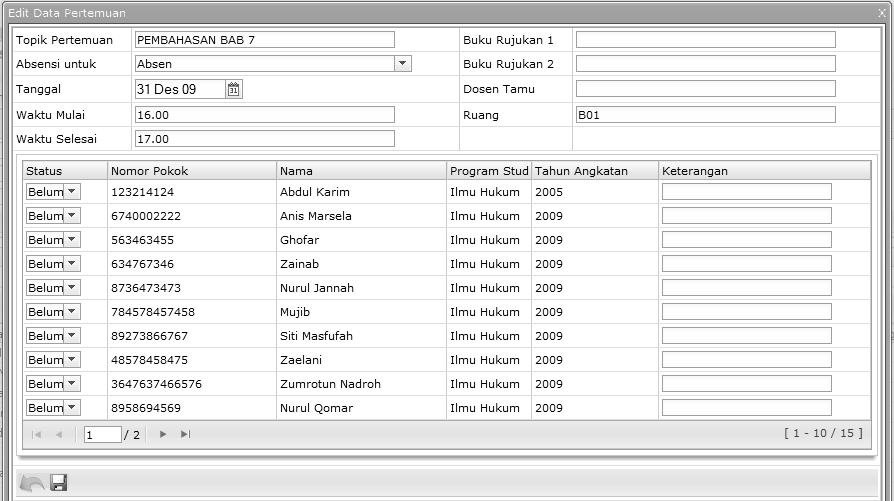 Edit Data Pertemuan X
Topik Pertemuan PEMBAHASAN BAB 7 Buku Rujukan 1
Absensi untuk Absen Buku Rujukan 2
Tanggal 31 Des 09 31 Dosen Tamu
Waktu Mulai 16.00 Ruang B01
Waktu Selesai 17.00
Status Nomor Pokok Nama Program Stud Tahun Angkatan Keterangan
Belum 123214124 Abdul Karim Ilmu Hukum 2005
Belum 6740002222 Anis Marsela Ilmu Hukum 2009
Belum 563463455 Ghofar Ilmu Hukum 2009
Belum 634767346 Zainab Ilmu Hukum 2009
Belum 8736473473 Nurul Jannah Ilmu Hukum 2009
Belum 784578457458 Mujib Ilmu Hukum 2009
Belum 89273866767 Siti Masfufah Ilmu Hukum 2009
Belum 48578458475 Zaelani Ilmu Hukum 2009
Belum 3647637466576 Zumrotun Nadroh Ilmu Hukum 2009
Belum 8958694569 Nurul Qomar Ilmu Hukum 2009
1 / 2 [ 1 - 10 / 15 ]